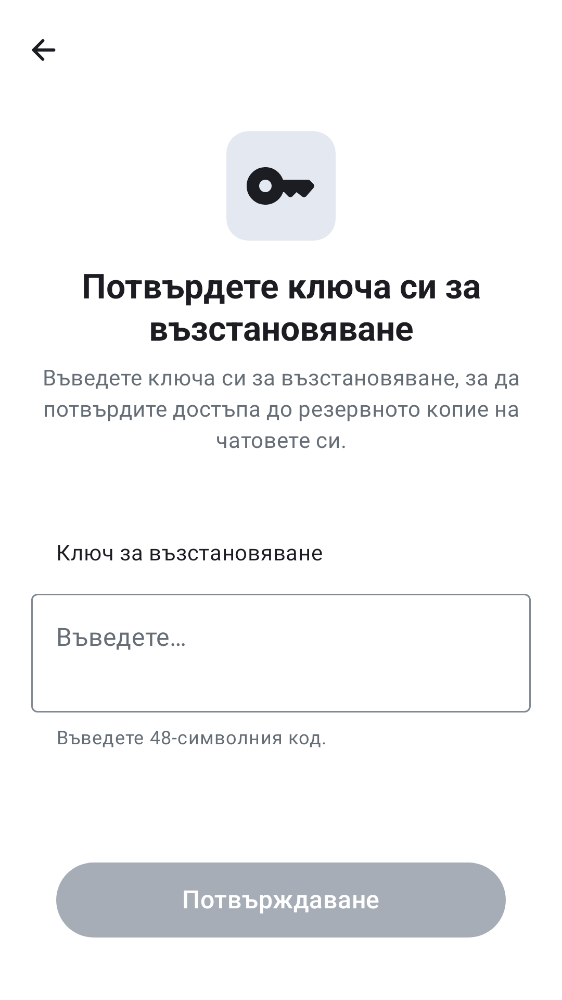 Потвърдете ключа си за
възстановяване
Въведете ключа си за възстановяване, за да
потвърдите достъпа до резервното копие на
чатовете си.
Ключ за възстановяване
Въведете…
Въведете 48-символния код.
Потвърждаване